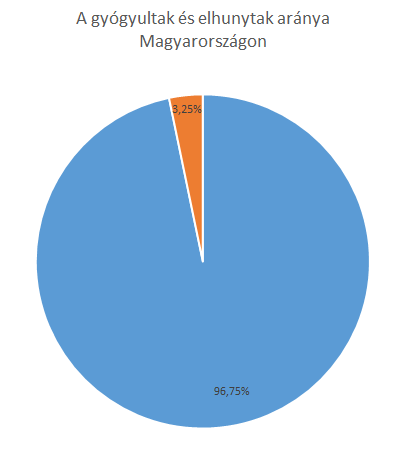 A gyógyultak és elhunytak aránya
Magyarországon
3,25%
96,75%